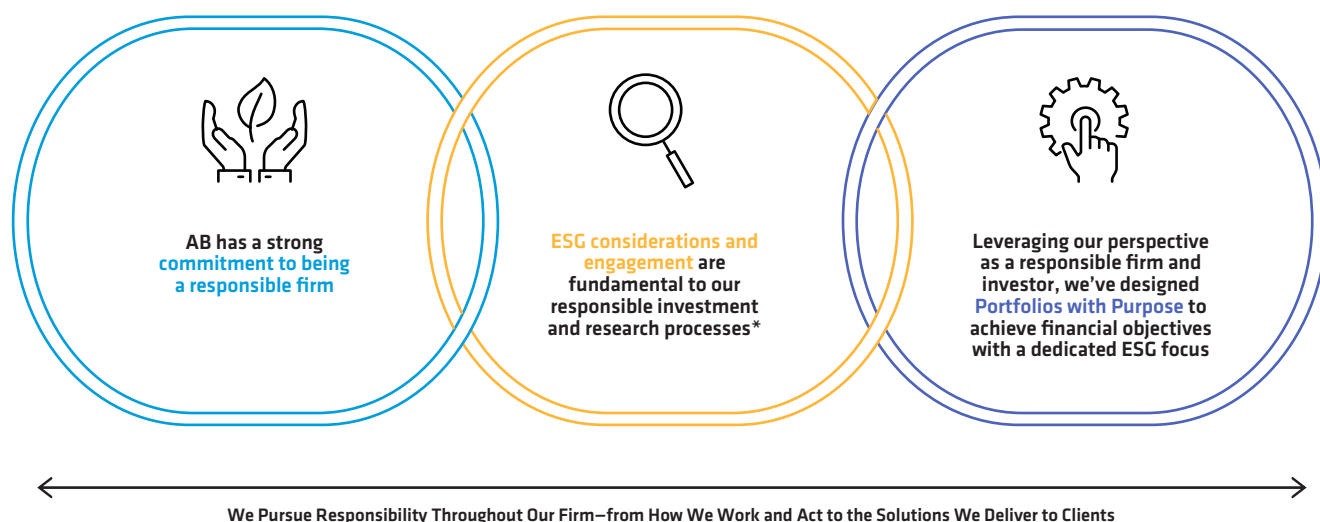 AB has a strong
commitment to being
a responsible firm
ESG considerations and
engagement are
fundamental to our
responsible investment
and research processes*
Leveraging our perspective
as a responsible firm and
investor, we’ve designed
Portfolios with Purpose to
achieve financial objectives
with a dedicated ESG focus
We Pursue Responsibility Throughout Our Firm—from How We Work and Act to the Solutions We Deliver to Clients